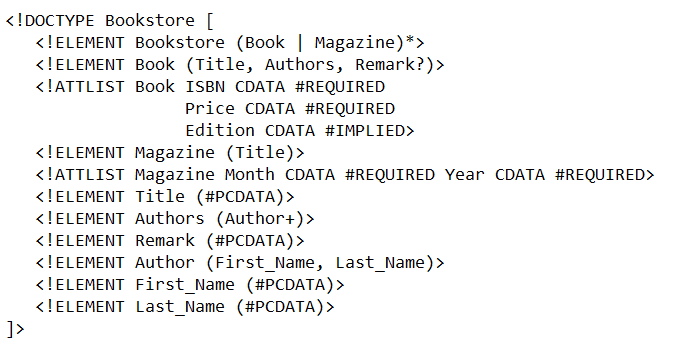 <!DOCTYPE Bookstore [
<!ELEMENT Bookstore (Book | Magazine)*>
<!ELEMENT Book (Title, Authors, Remark?)>
<!ATTLIST Book ISBN CDATA #REQUIRED
Price CDATA #REQUIRED
Edition CDATA #IMPLIED>
<!ELEMENT Magazine (Title)>
<!ATTLIST Magazine Month CDATA #REQUIRED Year CDATA #REQUIRED>
<!ELEMENT Title (#PCDATA)>
<!ELEMENT Authors (Author+)>
<!ELEMENT Remark (#PCDATA)>
<!ELEMENT Author (First_Name, Last_Name)>
<!ELEMENT First_Name (#PCDATA)>
<!ELEMENT Last_Name (#PCDATA)>
]>